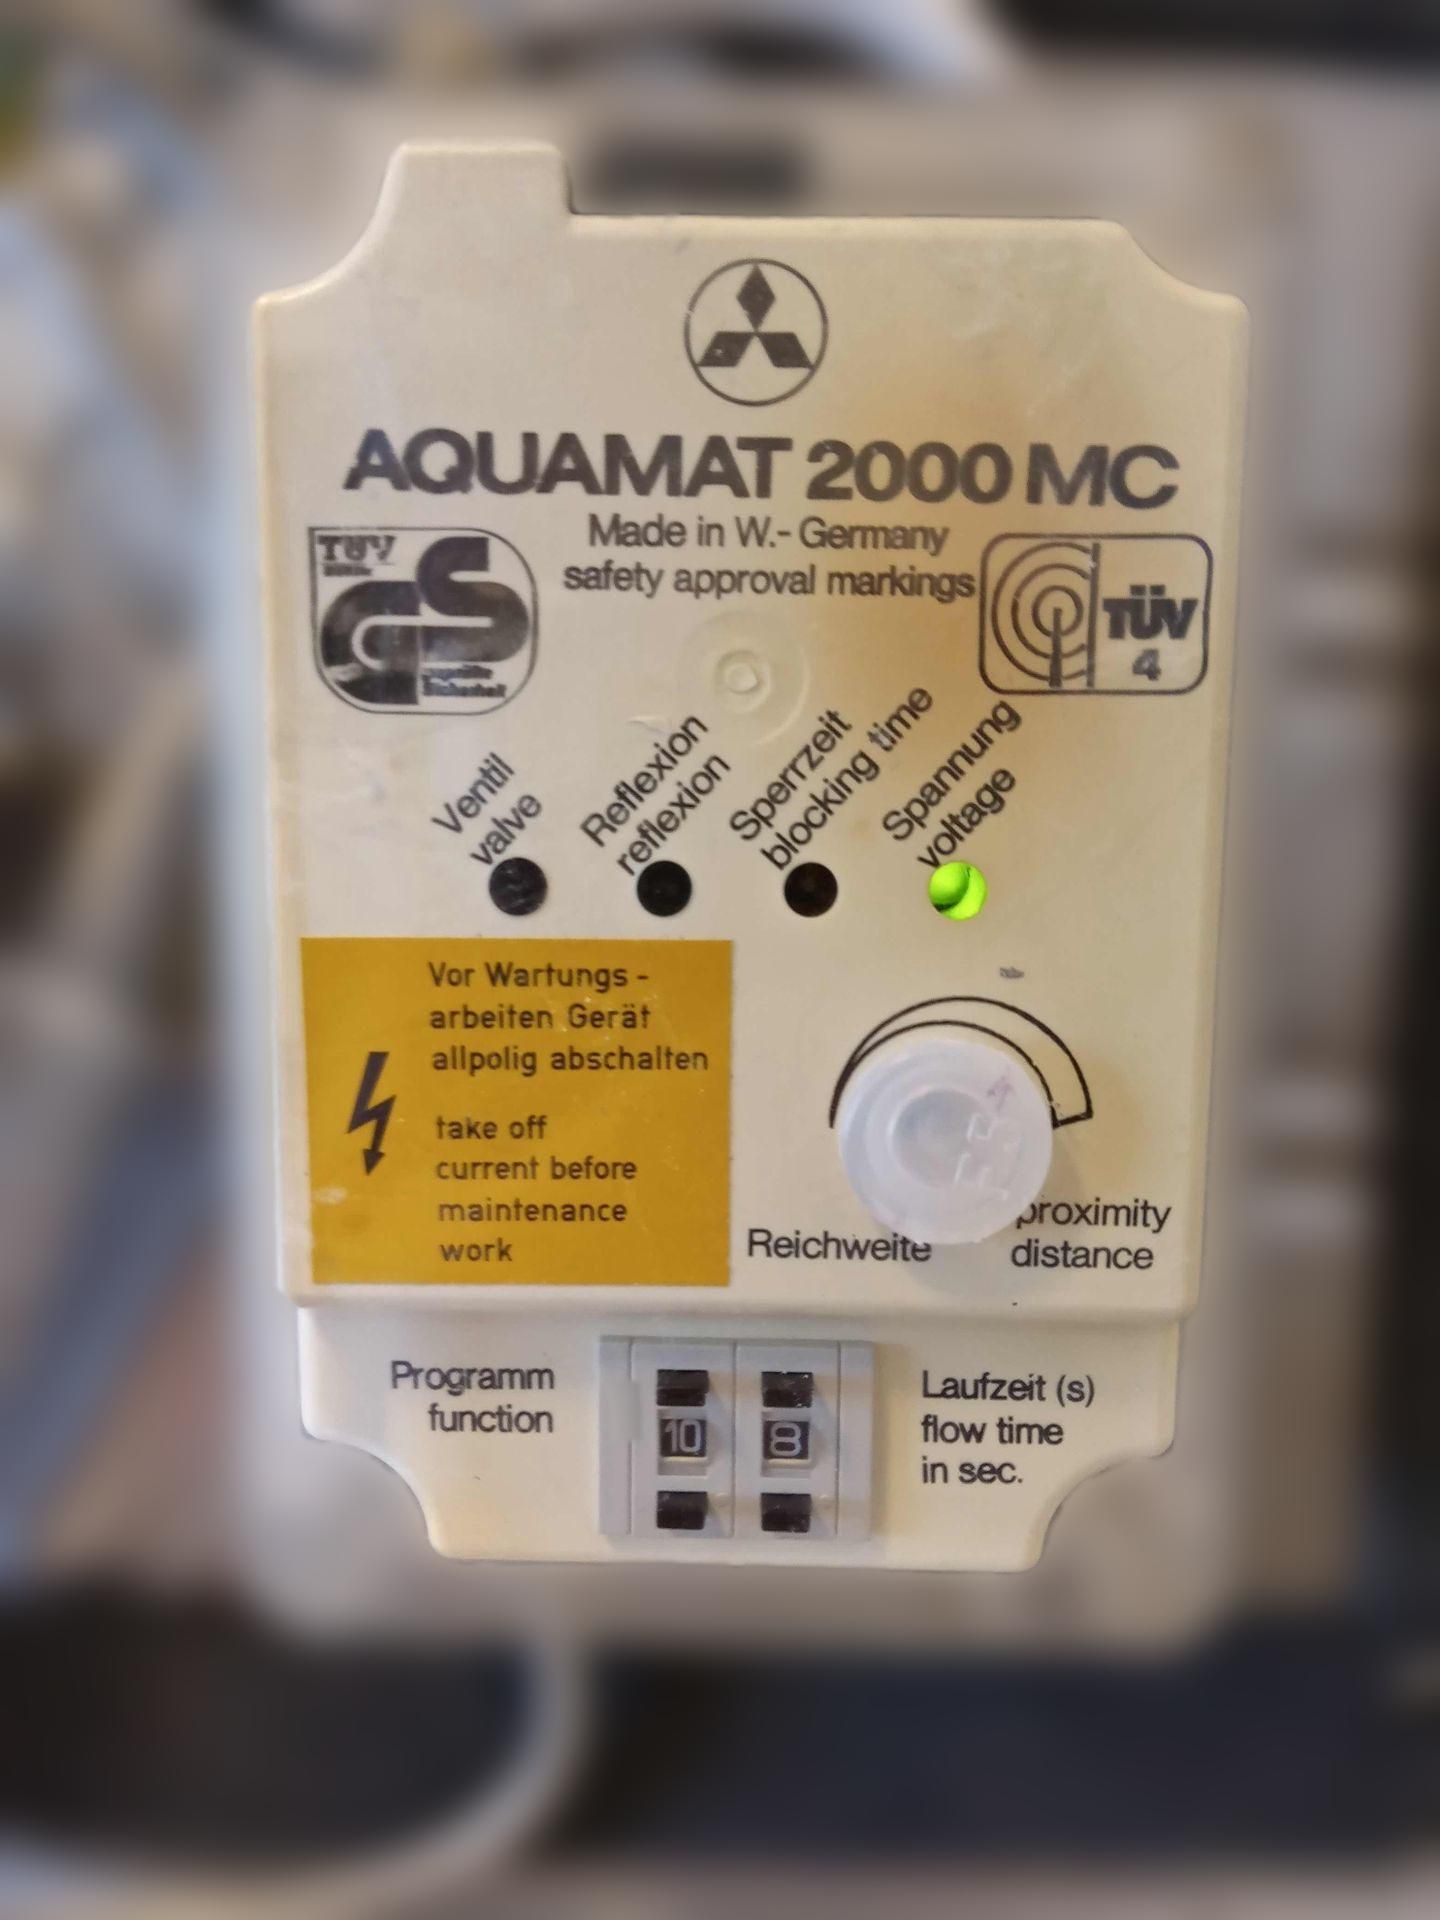 AQUAMAT 2000 MC
Made in W.- Germany
safety approval markings
TÜV
geprüfte
Sicherheit
TÜV
4
Ventil
valve
Reflexion
reflexion
Sperrzeit
blocking time
Spannung
voltage
Vor Wartungs -
arbeiten Gerät
allpolig abschalten
take off
current before
maintenance
work
Reichweite
proximity
distance
Programm
function
10
8
Laufzeit (s)
flow time
in sec.